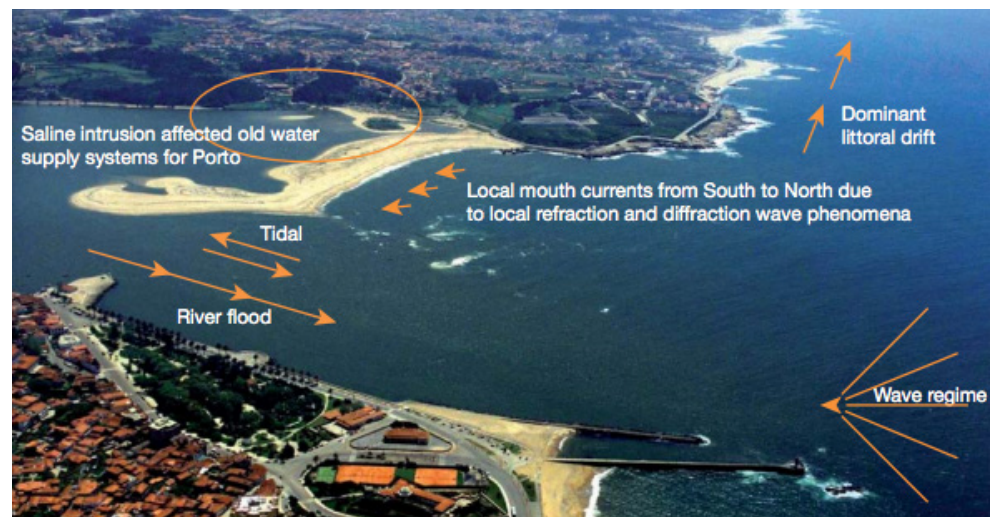 Saline intrusion affected old water
supply systems for Porto
Dominant
littoral drift
Local mouth currents from South to North due
to local refraction and diffraction wave phenomena
Tidal
River flood
Wave regime